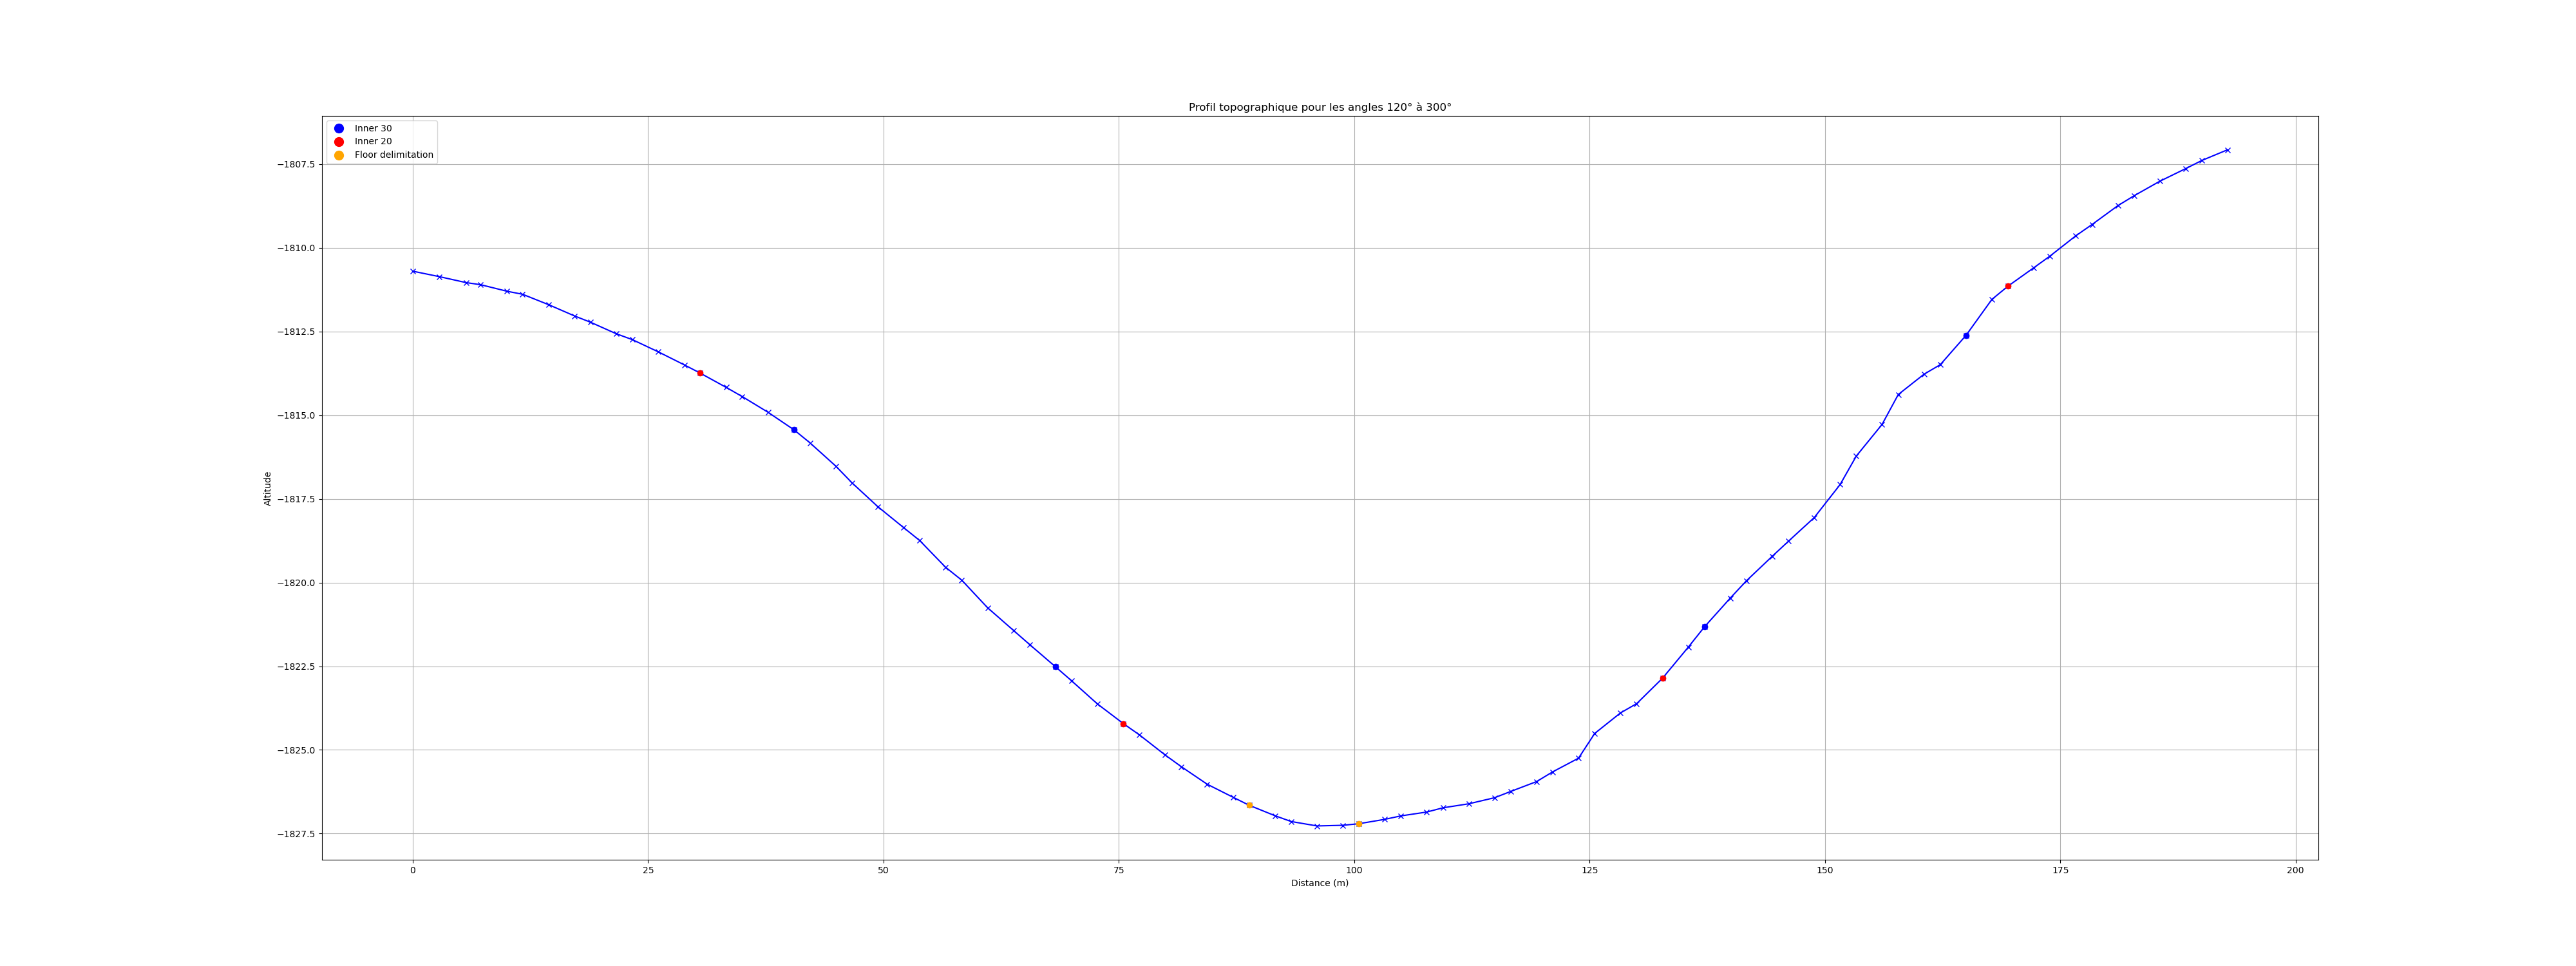 Profil topographique pour les angles 120° à 300°
Inner 30
Inner 20
Floor delimitation
−1807.5
−1810.0
−1812.5
−1815.0
−1817.5
−1820.0
−1822.5
−1825.0
−1827.5
Altitude
0 25 50 75 100 125 150 175 200
Distance (m)